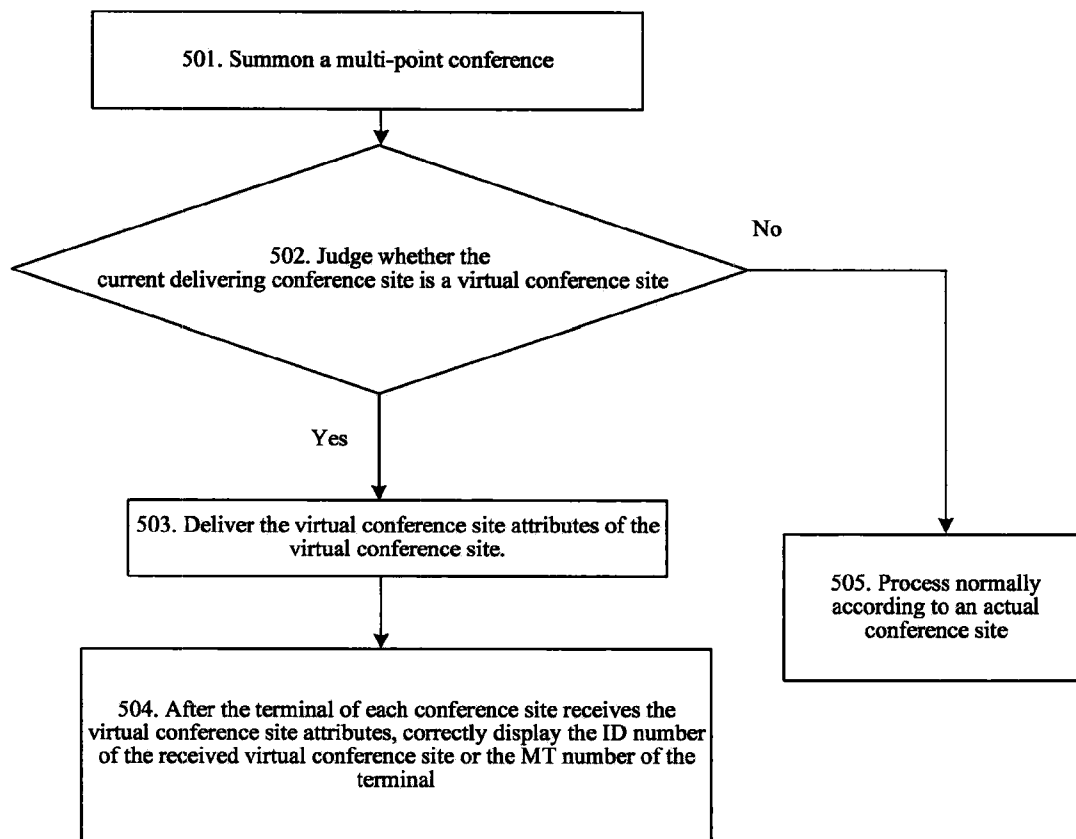 501. Summon a multi-point conference
502. Judge whether the
current delivering conference site is a virtual conference site
No
Yes
503. Deliver the virtual conference site attributes of the
virtual conference site.
505. Process normally
according to an actual
conference site
504. After the terminal of each conference site receives the
virtual conference site attributes, correctly display the ID number
of the received virtual conference site or the MT number of the
terminal